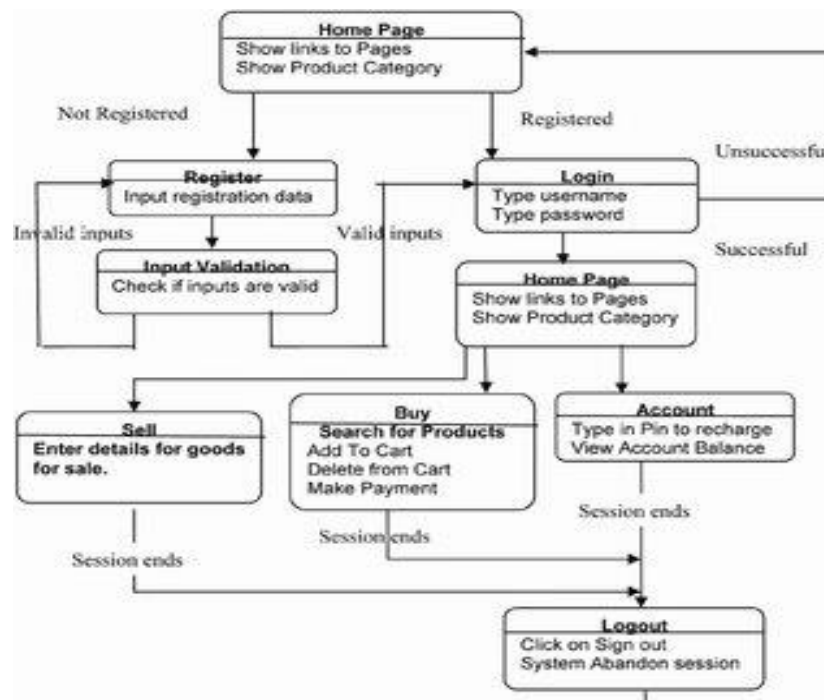 Home Page
Show links to Pages
Show Product Category
Not Registered
Registered
Unsuccessfu
Register
Input registration data
Login
Type username
Type password
Invalid inputs
Valid inputs
Successful
Input Validation
Check if inputs are valid
Home Page
Show links to Pages
Show Product Category
Sell
Enter details for goods
for sale.
Buy
Search for Products
Add To Cart
Delete from Cart
Make Payment
Account
Type in Pin to recharge
View Account Balance
Session ends
Session ends
Session ends
Logout
Click on Sign out
System Abandon session